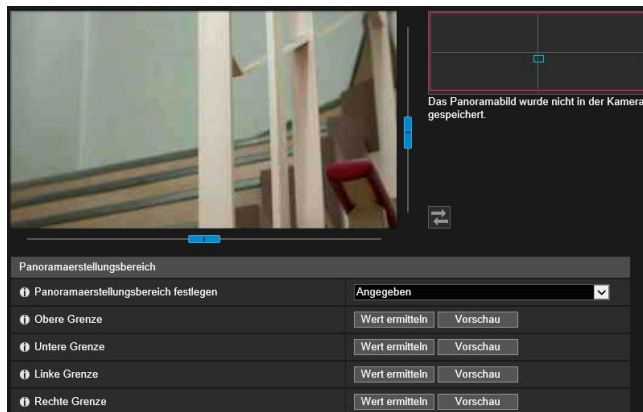 Das Panoramabild wurde nicht in der Kamera
gespeichert.
Panoramaerstellungsbereich
Panoramaerstellungsbereich festlegen Angegeben
Obere Grenze Wert ermitteln Vorschau
Untere Grenze Wert ermitteln Vorschau
Linke Grenze Wert ermitteln Vorschau
Rechte Grenze Wert ermitteln Vorschau